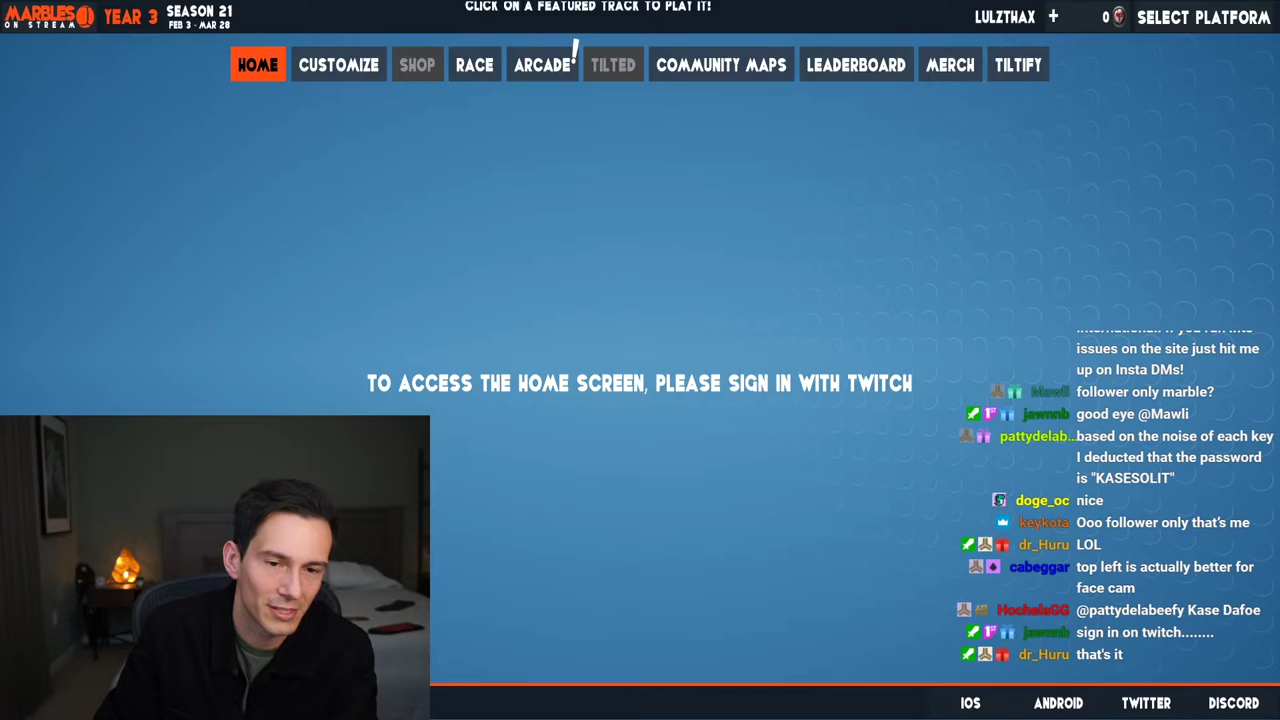 MARBLES
ON STREAM
YEAR 3
SEASON 21
FEB 3 - MAR 28
CLICK ON A FEATURED TRACK TO PLAY IT!
LULZTHAX + 0 SELECT PLATFORM
HOME CUSTOMIZE SHOP RACE ARCADE! TILTED COMMUNITY MAPS LEADERBOARD MERCH TILTIFY
TO ACCESS THE HOME SCREEN, PLEASE SIGN IN WITH TWITCH
issues on the site just hit me
up on Insta DMs!
Mawli follower only marble?
jawnnb good eye @Mawli
pattydelab... based on the noise of each key
I deducted that the password
is "KASESOLIT"
doge_oc nice
keykota Ooo follower only that's me
dr_Huru LOL
cabeggar top left is actually better for
face cam
HochelaGG @pattydelabeefy Kase Dafoe
jawnnb sign in on twitch........
dr_Huru that's it
IOS ANDROID TWITTER DISCORD